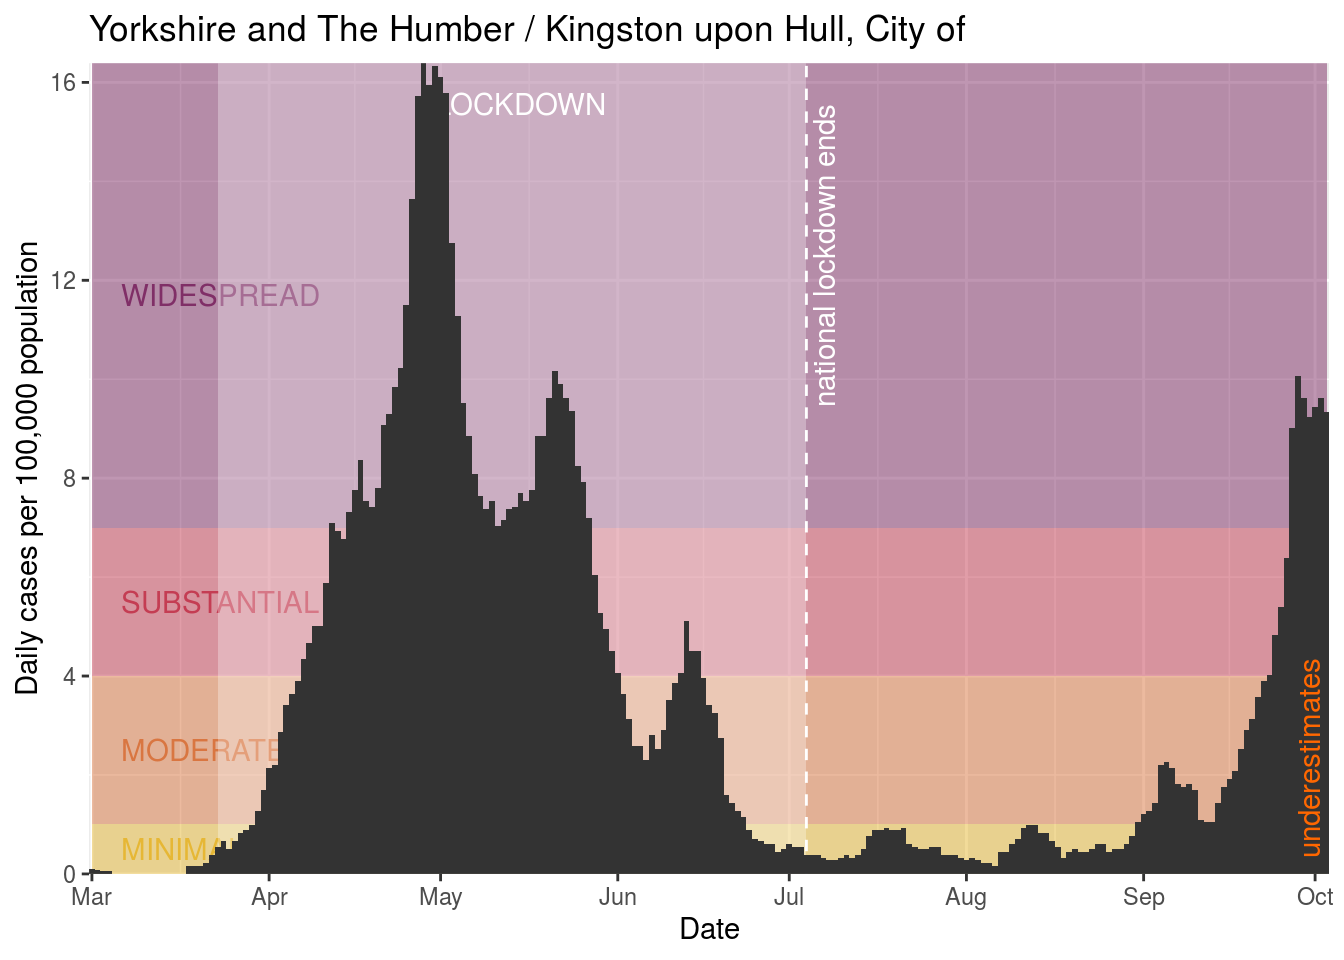 Yorkshire and The Humber / Kingston upon Hull, City of
Daily cases per 100,000 population
16
12
8
4
0
LOCKDOWN
national lockdown ends
WIDESPREAD
SUBSTANTIAL
MODERATE
MINIMA
underestimates
Mar Apr May Jun Jul Aug Sep Oct
Date